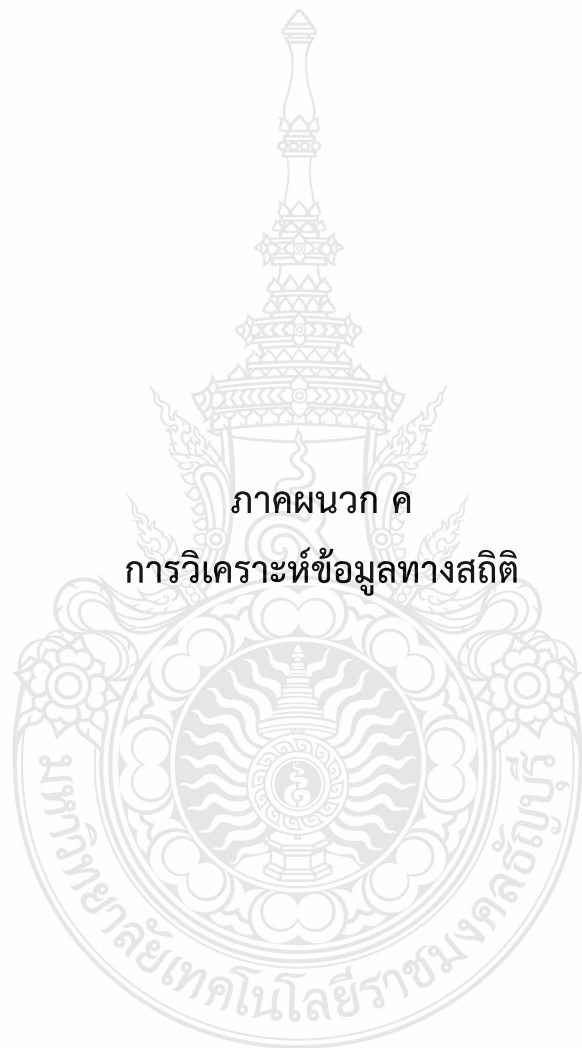 ภาคผนวก ค
การวิเคราะห์ข้อมูลทางสถิติ
มหาวิทยาลัยเทคโนโลยีราชมงคลธัญบุรี